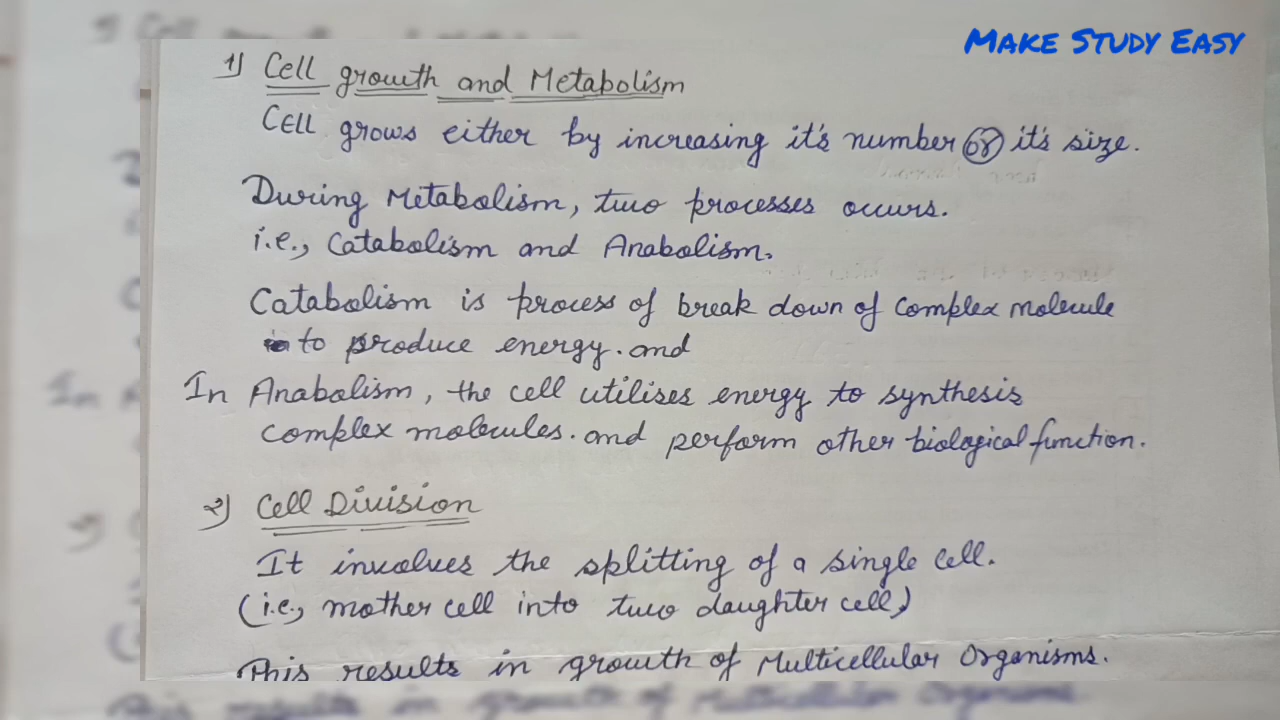 Make Study Easy
1) Cell growth and Metabolism
Cell grows either by increasing it's number or it's size.
During Metabolism, two processes occurs.
i.e., Catabolism and Anabolism.
Catabolism is process of break down of complex molecule
to produce energy. and
In Anabolism, the cell utilises energy to synthesis
complex molecules. and perform other biological function.
2) Cell Division
It involves the splitting of a single cell.
(i.e., mother cell into two daughter cell)
This results in growth of Multicellular Organisms.